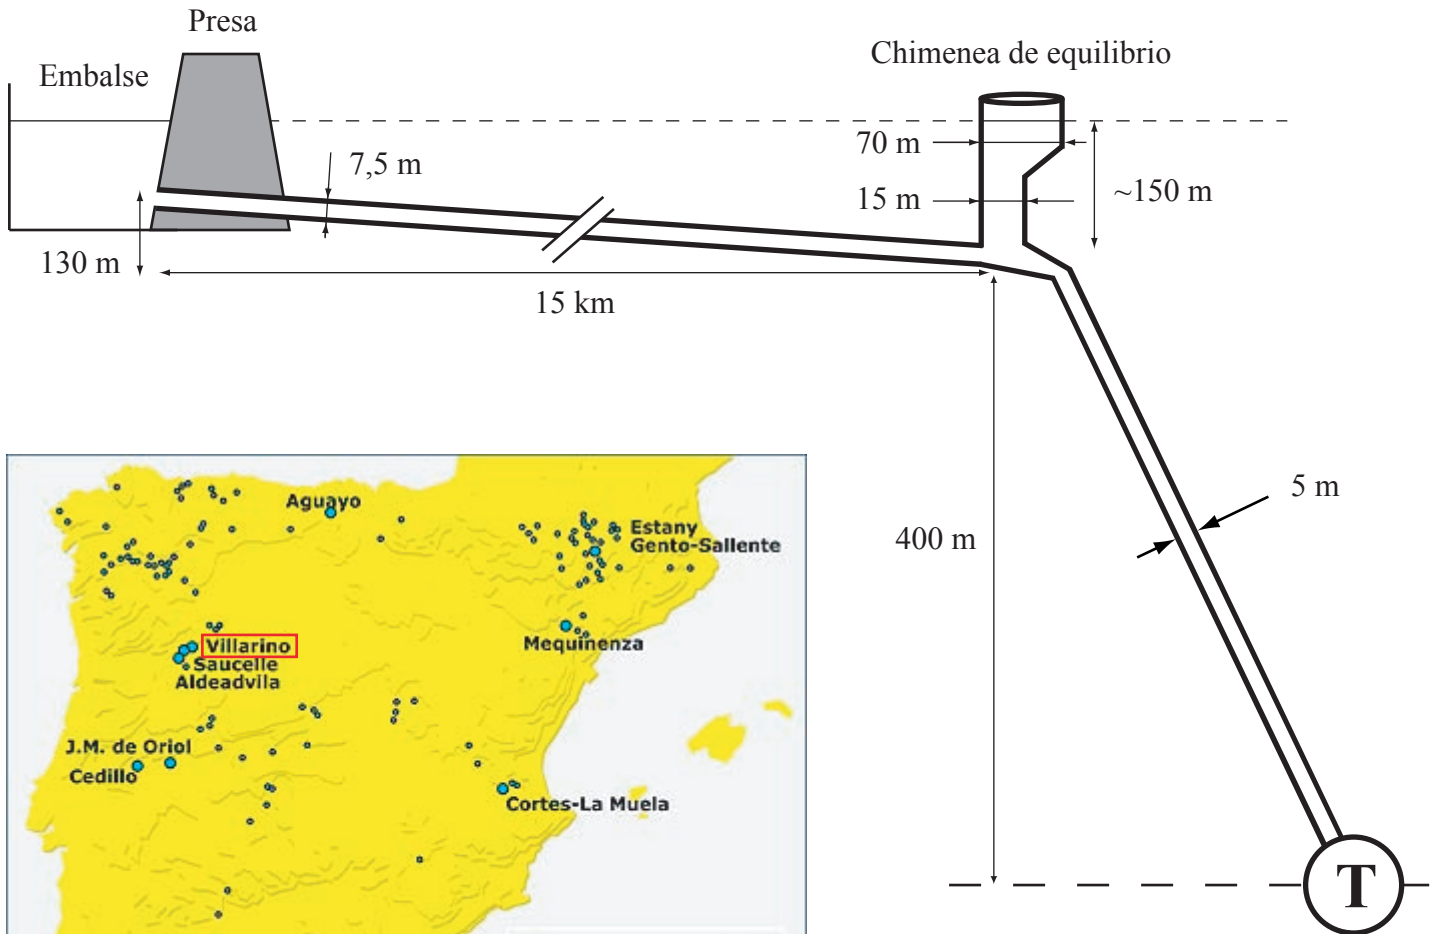 Presa
Embalse
Chimenea de equilibrio
7,5 m
70 m
15 m
~150 m
130 m
15 km
400 m
5 m
T
Aguayo
Estany
Gento-Sallente
Villarino
Saucelle
Aldeadvila
Mequinenza
J.M. de Oriol
Cedillo
Cortes-La Muela